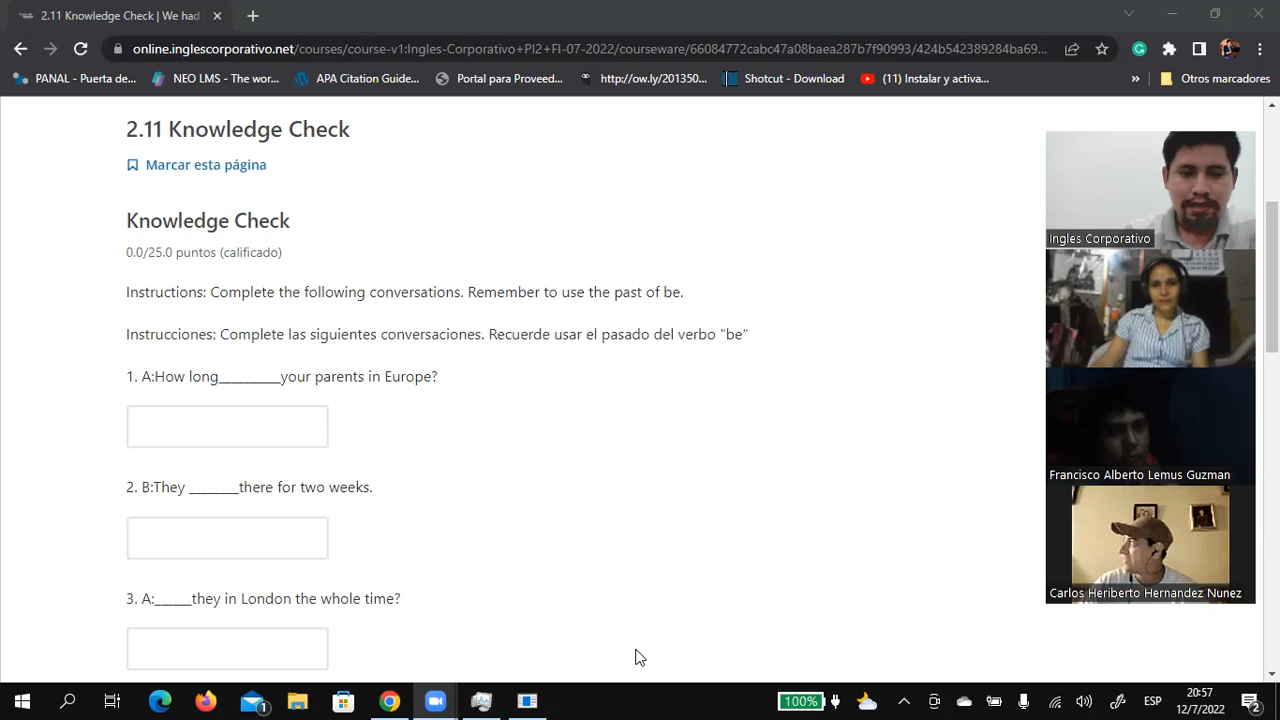 2.11 Knowledge Check | We had
online.inglescorporativo.net/courses/course-v1:Ingles-Corporativo+PI2+FI-07-2022/courseware/66084772cabc47a08baea287b7f90993/424b542389284ba69...
PANAL - Puerta de... NEO LMS - The wor... APA Citation Guide... Portal para Proveed... http://ow.ly/201350... Shotcut - Download (11) Instalar y activa... » Otros marcadores
2.11 Knowledge Check
Marcar esta página
Knowledge Check
0.0/25.0 puntos (calificado)
Instructions: Complete the following conversations. Remember to use the past of be.
Instrucciones: Complete las siguientes conversaciones. Recuerde usar el pasado del verbo "be"
1. A:How long__________your parents in Europe?
2. B:They ________there for two weeks.
3. A:______they in London the whole time?
Ingles Corporativo
Francisco Alberto Lemus Guzman
Carlos Heriberto Hernandez Nunez
1
100%
ESP
20:57
12/7/2022
2